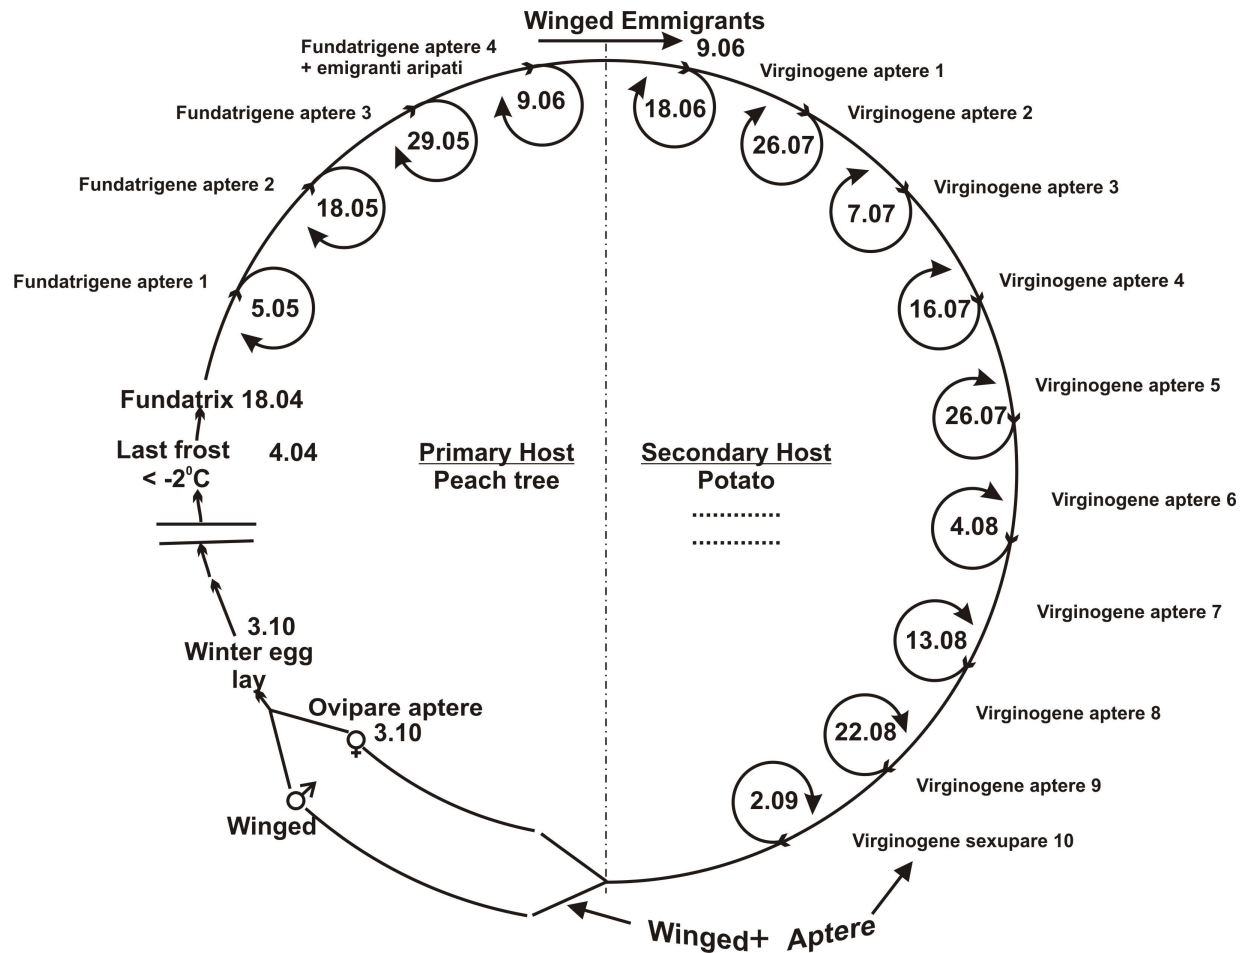 Winged Emmigrants
9.06
Fundatrigene aptere 4
+ emigranti aripati
9.06
Fundatrigene aptere 3
29.05
Fundatrigene aptere 2
18.05
Fundatrigene aptere 1
5.05
Fundatrix 18.04
Last frost 4.04
< -2⁰C
3.10
Winter egg
lay
Ovipare aptere
3.10
Winged
Primary Host
Peach tree
Secondary Host
Potato
18.06
Virginogene aptere 1
26.07
Virginogene aptere 2
7.07
Virginogene aptere 3
16.07
Virginogene aptere 4
26.07
Virginogene aptere 5
4.08
Virginogene aptere 6
13.08
Virginogene aptere 7
22.08
Virginogene aptere 8
2.09
Virginogene aptere 9
Virginogene sexupare 10
Winged+ Aptere